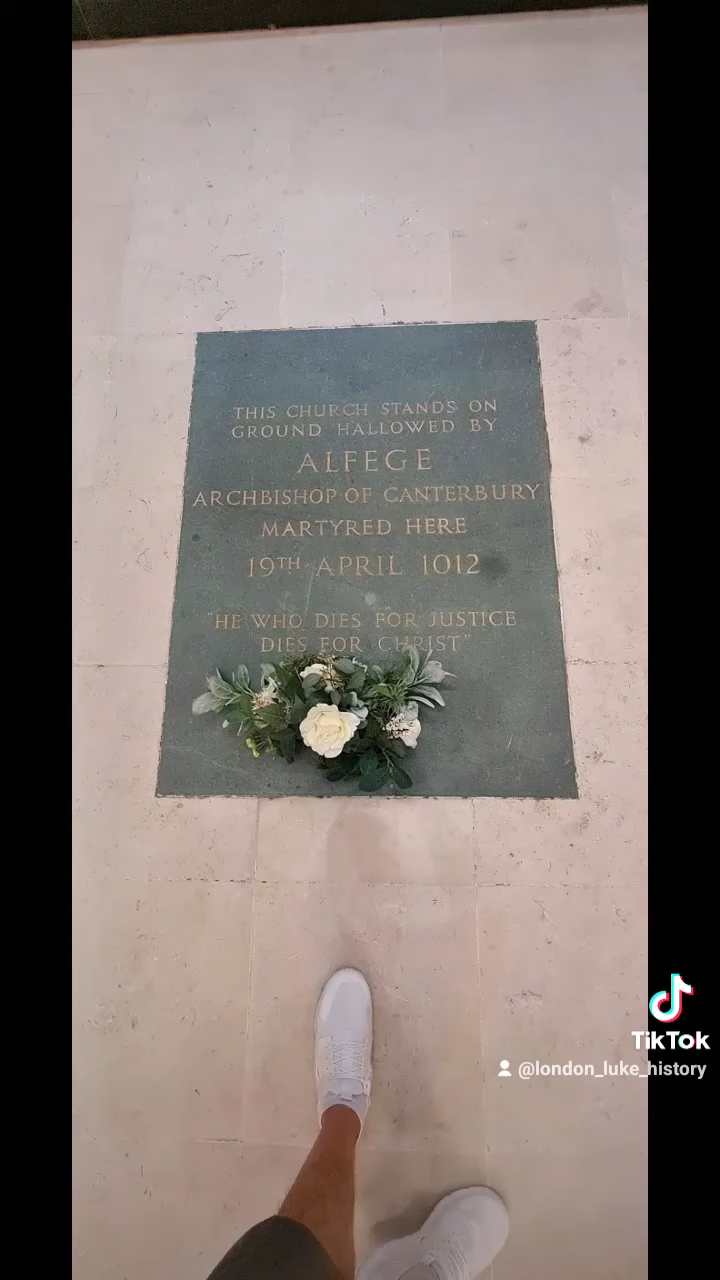 THIS CHURCH STANDS ON
GROUND HALLOWED BY
ALFEGE
ARCHBISHOP OF CANTERBURY
MARTYRED HERE
19TH APRIL 1012
"HE WHO DIES FOR JUSTICE
DIES FOR CHRIST"
TikTok
@london_luke_history